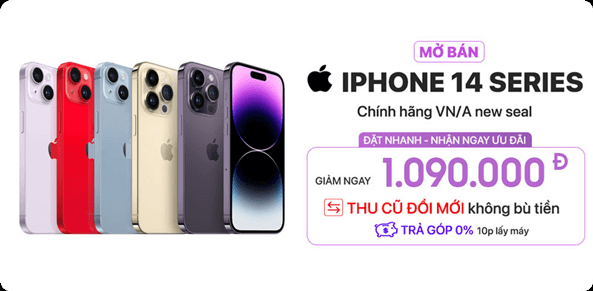 MỞ BÁN
IPHONE 14 SERIES
Chính hãng VN/A new seal
ĐẶT NHANH - NHẬN NGAY ƯU ĐÃI
GIẢM NGAY 1.090.000 Đ
THU CŨ ĐỔI MỚI không bù tiền
TRẢ GÓP 0% 10p lấy máy